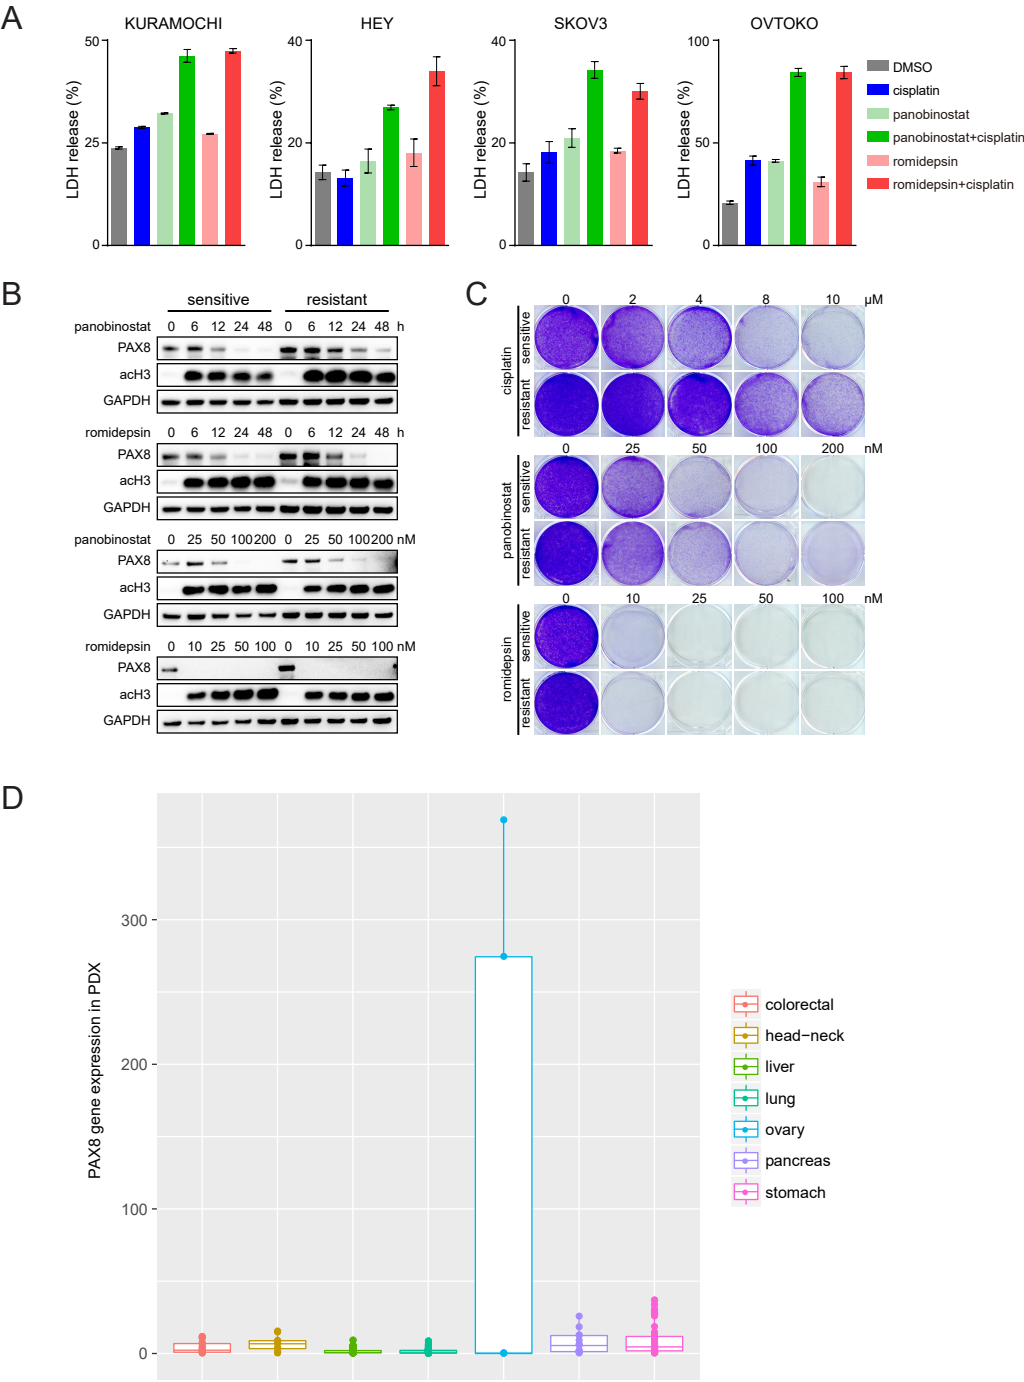 A
KURAMOCHI HEY SKOV3 OVTOKO
LDH release (%) 50 25 0
LDH release (%) 40 20 0
LDH release (%) 40 20 0
LDH release (%) 100 50 0
DMSO
cisplatin
panobinostat
panobinostat+cisplatin
romidepsin
romidepsin+cisplatin
B
sensitive resistant
panobinostat 0 6 12 24 48 0 6 12 24 48 h
PAX8
acH3
GAPDH
romidepsin 0 6 12 24 48 0 6 12 24 48 h
PAX8
acH3
GAPDH
panobinostat 0 25 50 100 200 0 25 50 100 200 nM
PAX8
acH3
GAPDH
romidepsin 0 10 25 50 100 0 10 25 50 100 nM
PAX8
acH3
GAPDH
C
0 2 4 8 10 µM
cisplatin
sensitive
resistant
0 25 50 100 200 nM
panobinostat
sensitive
resistant
0 10 25 50 100 nM
romidepsin
sensitive
resistant
D
PAX8 gene expression in PDX
300
200
100
0
colorectal
head−neck
liver
lung
ovary
pancreas
stomach